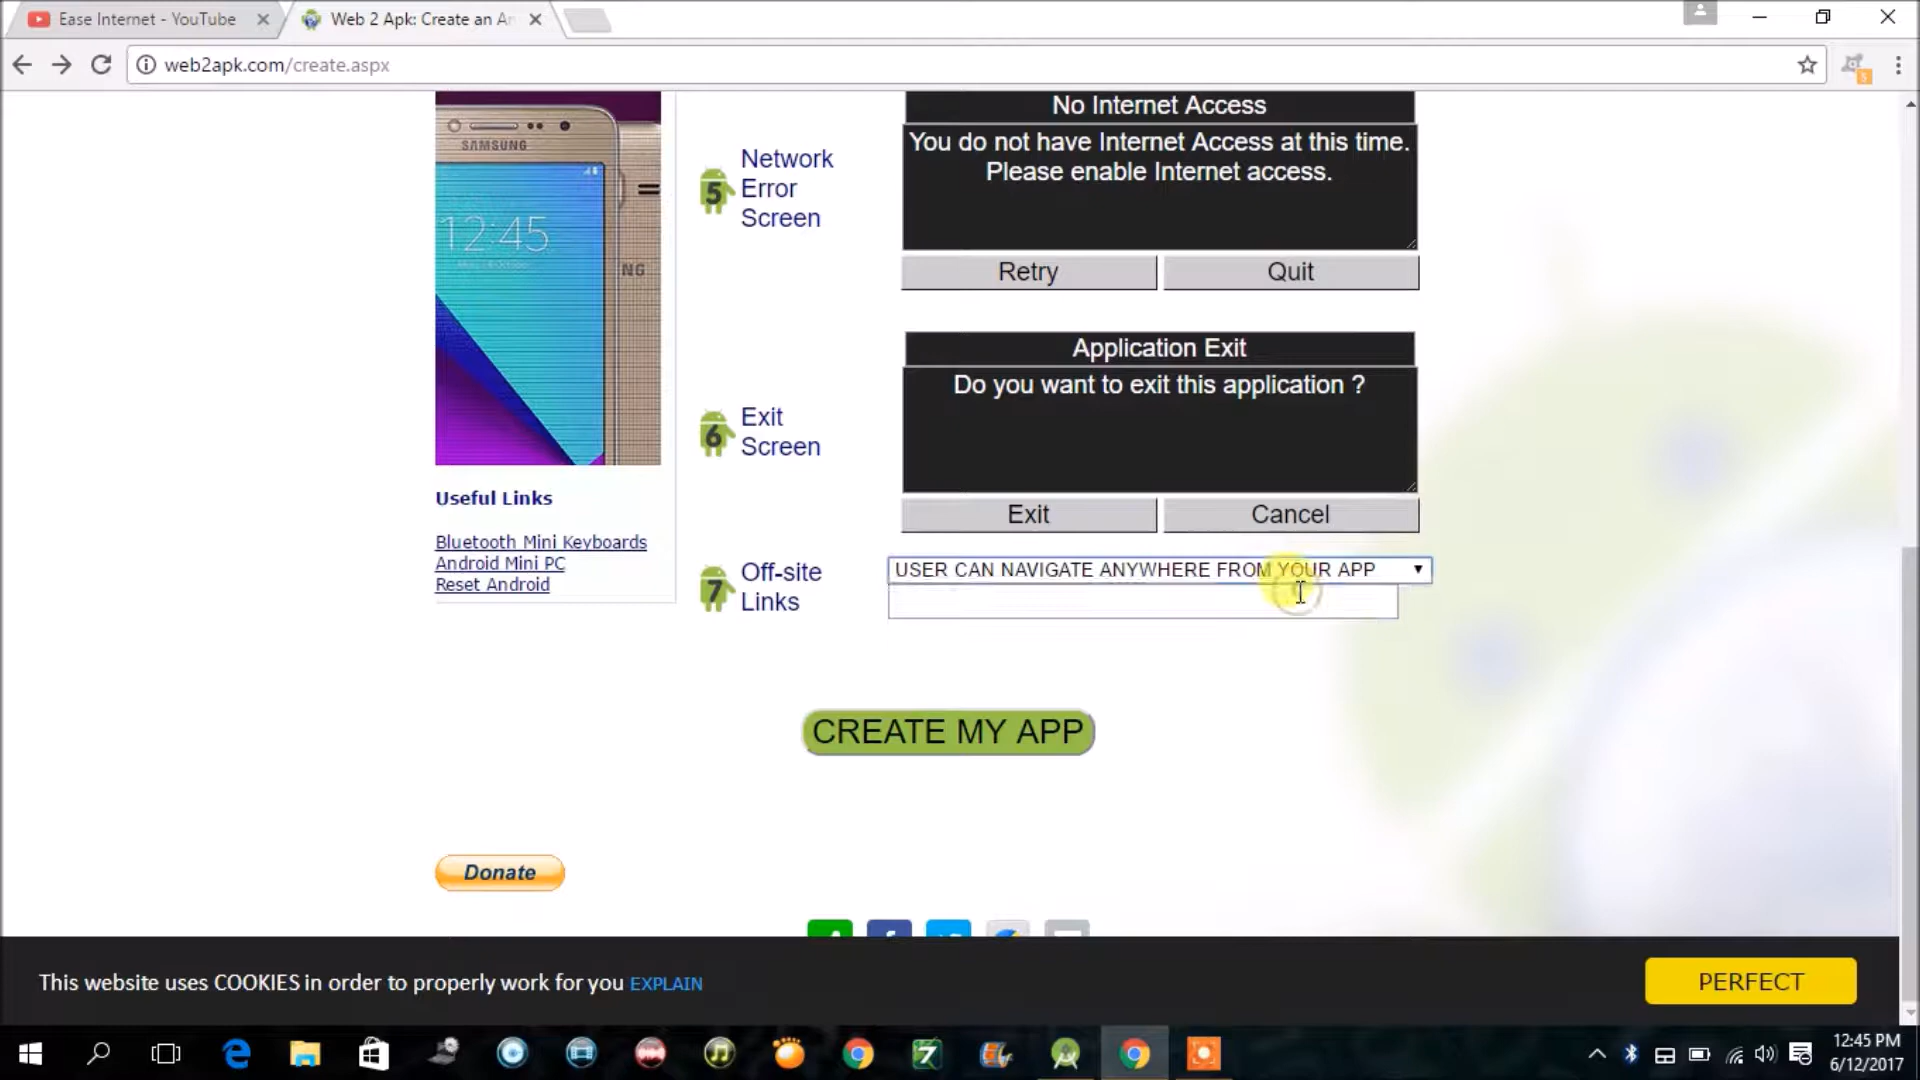 Ease Internet - YouTube
Web 2 Apk: Create an An
web2apk.com/create.aspx
SAMSUNG
12:45
NG
Useful Links
Bluetooth Mini Keyboards
Android Mini PC
Reset Android
5 Network
Error
Screen
No Internet Access
You do not have Internet Access at this time.
Please enable Internet access.
Retry Quit
6 Exit
Screen
Application Exit
Do you want to exit this application ?
Exit Cancel
7 Off-site
Links
USER CAN NAVIGATE ANYWHERE FROM YOUR APP
CREATE MY APP
Donate
This website uses COOKIES in order to properly work for you EXPLAIN
PERFECT
12:45 PM
6/12/2017